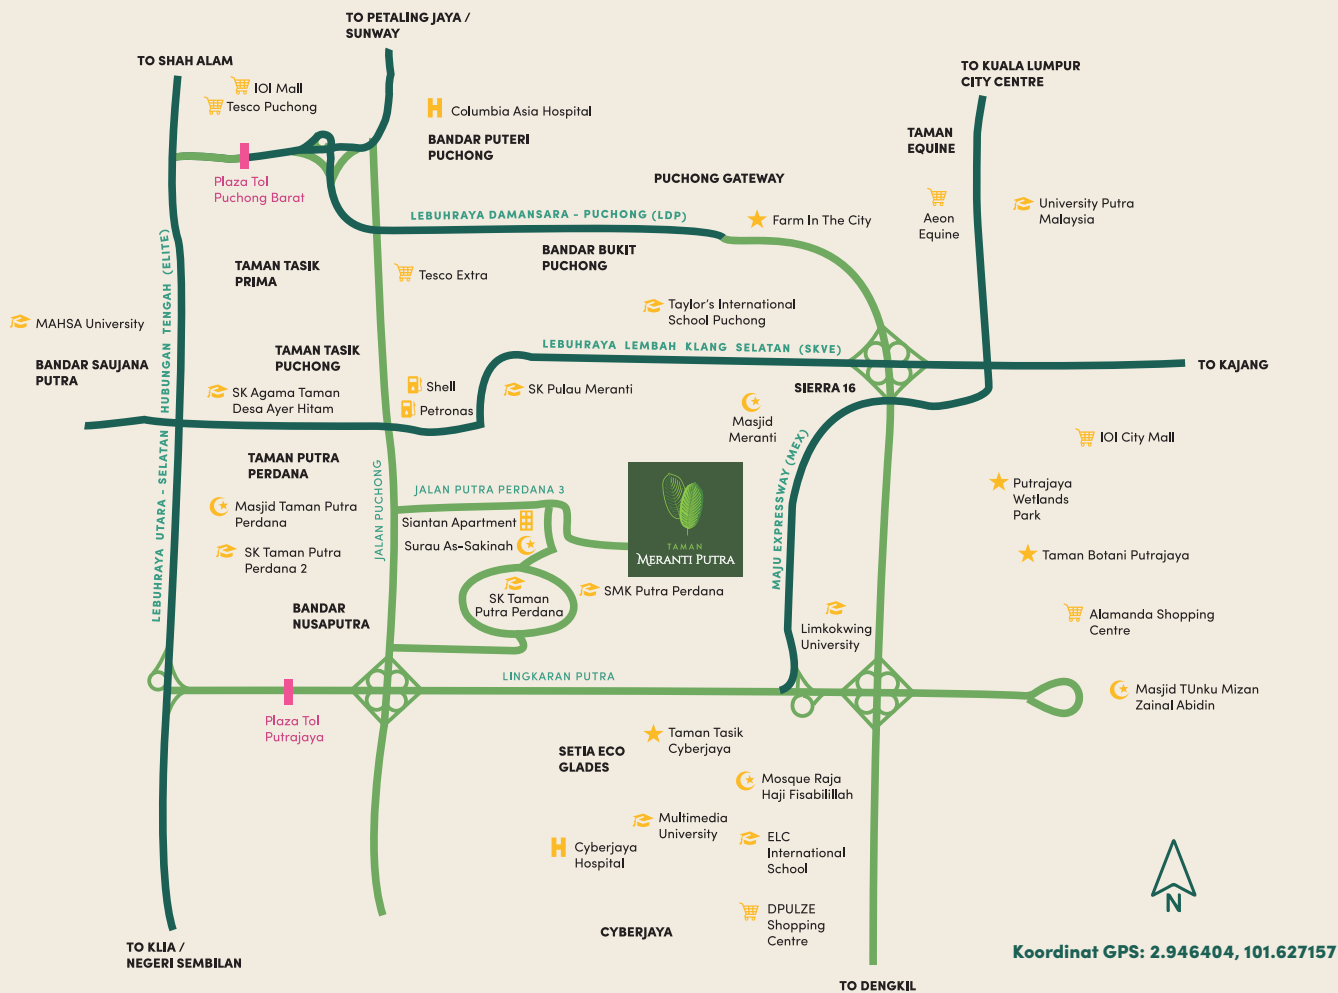 TO PETALING JAYA /
SUNWAY
TO SHAH ALAM
TO KUALA LUMPUR
CITY CENTRE
IOI Mall
Tesco Puchong
Columbia Asia Hospital
BANDAR PUTERI
PUCHONG
TAMAN
EQUINE
Plaza Tol
Puchong Barat
PUCHONG GATEWAY
LEBUHRAYA DAMANSARA - PUCHONG (LDP)
Farm In The City
Aeon
Equine
University Putra
Malaysia
BANDAR BUKIT
PUCHONG
TAMAN TASIK
PRIMA
Tesco Extra
Taylor's International
School Puchong
MAHSA University
LEBUHRAYA UTARA - SELATAN HUBUNGAN TENGAH (ELITE)
BANDAR SAUJANA
PUTRA
TAMAN TASIK
PUCHONG
LEBUHRAYA LEMBAH KLANG SELATAN (SKVE)
TO KAJANG
SK Agama Taman
Desa Ayer Hitam
Shell
Petronas
SK Pulau Meranti
SIERRA 16
Masjid
Meranti
IOI City Mall
TAMAN PUTRA
PERDANA
JALAN PUCHONG
JALAN PUTRA PERDANA 3
MAJU EXPRESSWAY (MEX)
Putrajaya
Wetlands
Park
Masjid Taman Putra
Perdana
Siantan Apartment
Surau As-Sakinah
TAMAN
MERANTI PUTRA
SK Taman Putra
Perdana 2
Taman Botani Putrajaya
SK Taman
Putra Perdana
SMK Putra Perdana
BANDAR
NUSAPUTRA
Limkokwing
University
Alamanda Shopping
Centre
LINGKARAN PUTRA
Masjid TUnku Mizan
Zainal Abidin
Plaza Tol
Putrajaya
SETIA ECO
GLADES
Taman Tasik
Cyberjaya
Mosque Raja
Haji Fisabilillah
Multimedia
University
Cyberjaya
Hospital
ELC
International
School
DPULZE
Shopping
Centre
CYBERJAYA
N
TO KLIA /
NEGERI SEMBILAN
Koordinat GPS: 2.946404, 101.627157
TO DENGKIL